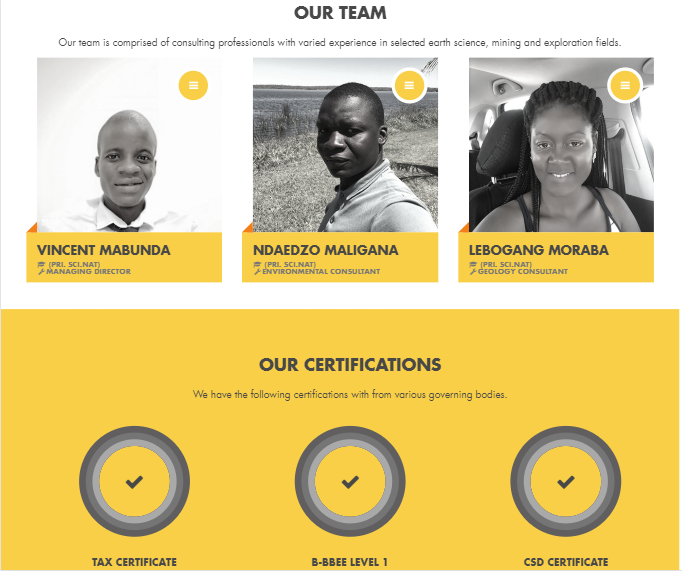 OUR TEAM
Our team is comprised of consulting professionals with varied experience in selected earth science, mining and exploration fields.
VINCENT MABUNDA
(PRI. SCI.NAT)
MANAGING DIRECTOR
NDAEDZO MALIGANA
(PRI. SCI.NAT)
ENVIRONMENTAL CONSULTANT
LEBOGANG MORABA
(PRI. SCI.NAT)
GEOLOGY CONSULTANT
OUR CERTIFICATIONS
We have the following certifications with from various governing bodies.
TAX CERTIFICATE
B-BBEE LEVEL 1
CSD CERTIFICATE